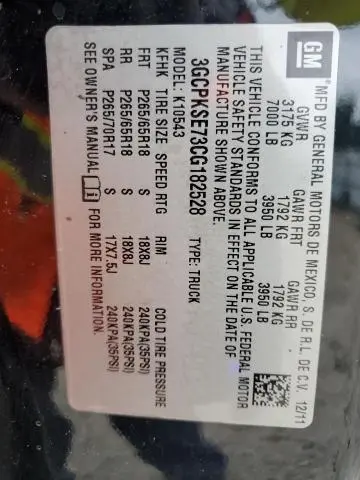 GM
MFD BY GENERAL MOTORS DE MEXICO, S. DE R.L. DE C.V. 12/11
GVWR GAWR FRT GAWR RR
3175 KG 1792 KG 1792 KG
7000 LB 3950 LB 3950 LB
THIS VEHICLE CONFORMS TO ALL APPLICABLE U.S. FEDERAL MOTOR
VEHICLE SAFETY STANDARDS IN EFFECT ON THE DATE OF
MANUFACTURE SHOWN ABOVE.
3GCPKSE73CG182528 TYPE: TRUCK
MODEL: K10543
KFHK TIRE SIZE SPEED RTG RIM COLD TIRE PRESSURE
FRT P265/65R18 S 18X8J 240KPA(35PSI)
RR P265/65R18 S 18X8J 240KPA(35PSI)
SPA P265/70R17 S 17X7.5J 240KPA(35PSI)
SEE OWNER'S MANUAL FOR MORE INFORMATION.